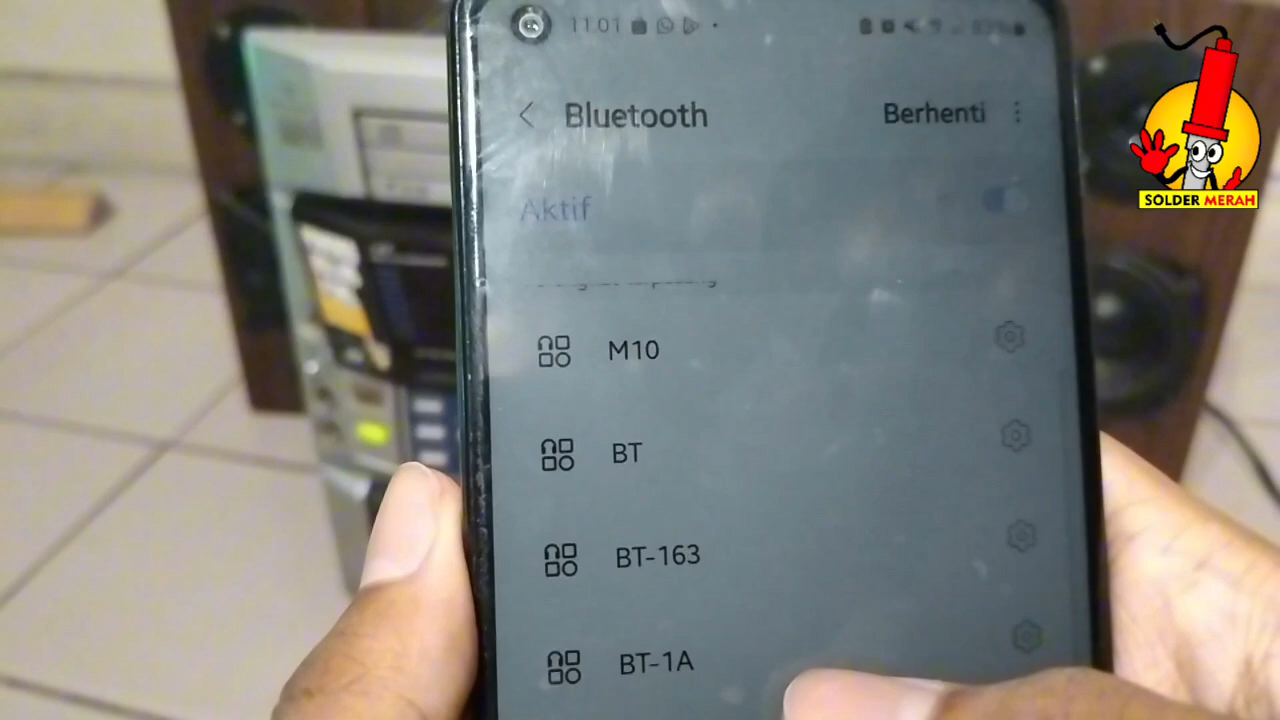 11:01
Bluetooth
Berhenti
Aktif
M10
BT
BT-163
BT-1A
SOLDER MERAH